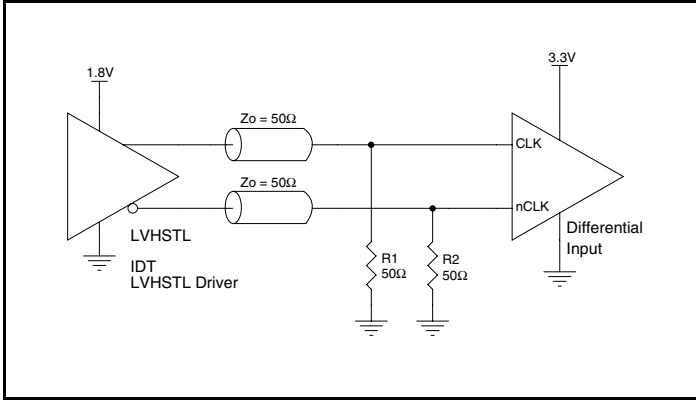 1.8V
3.3V
Zo = 50Ω
CLK
Zo = 50Ω
nCLK
LVHSTL
IDT
LVHSTL Driver
R1
50Ω
R2
50Ω
Differential
Input